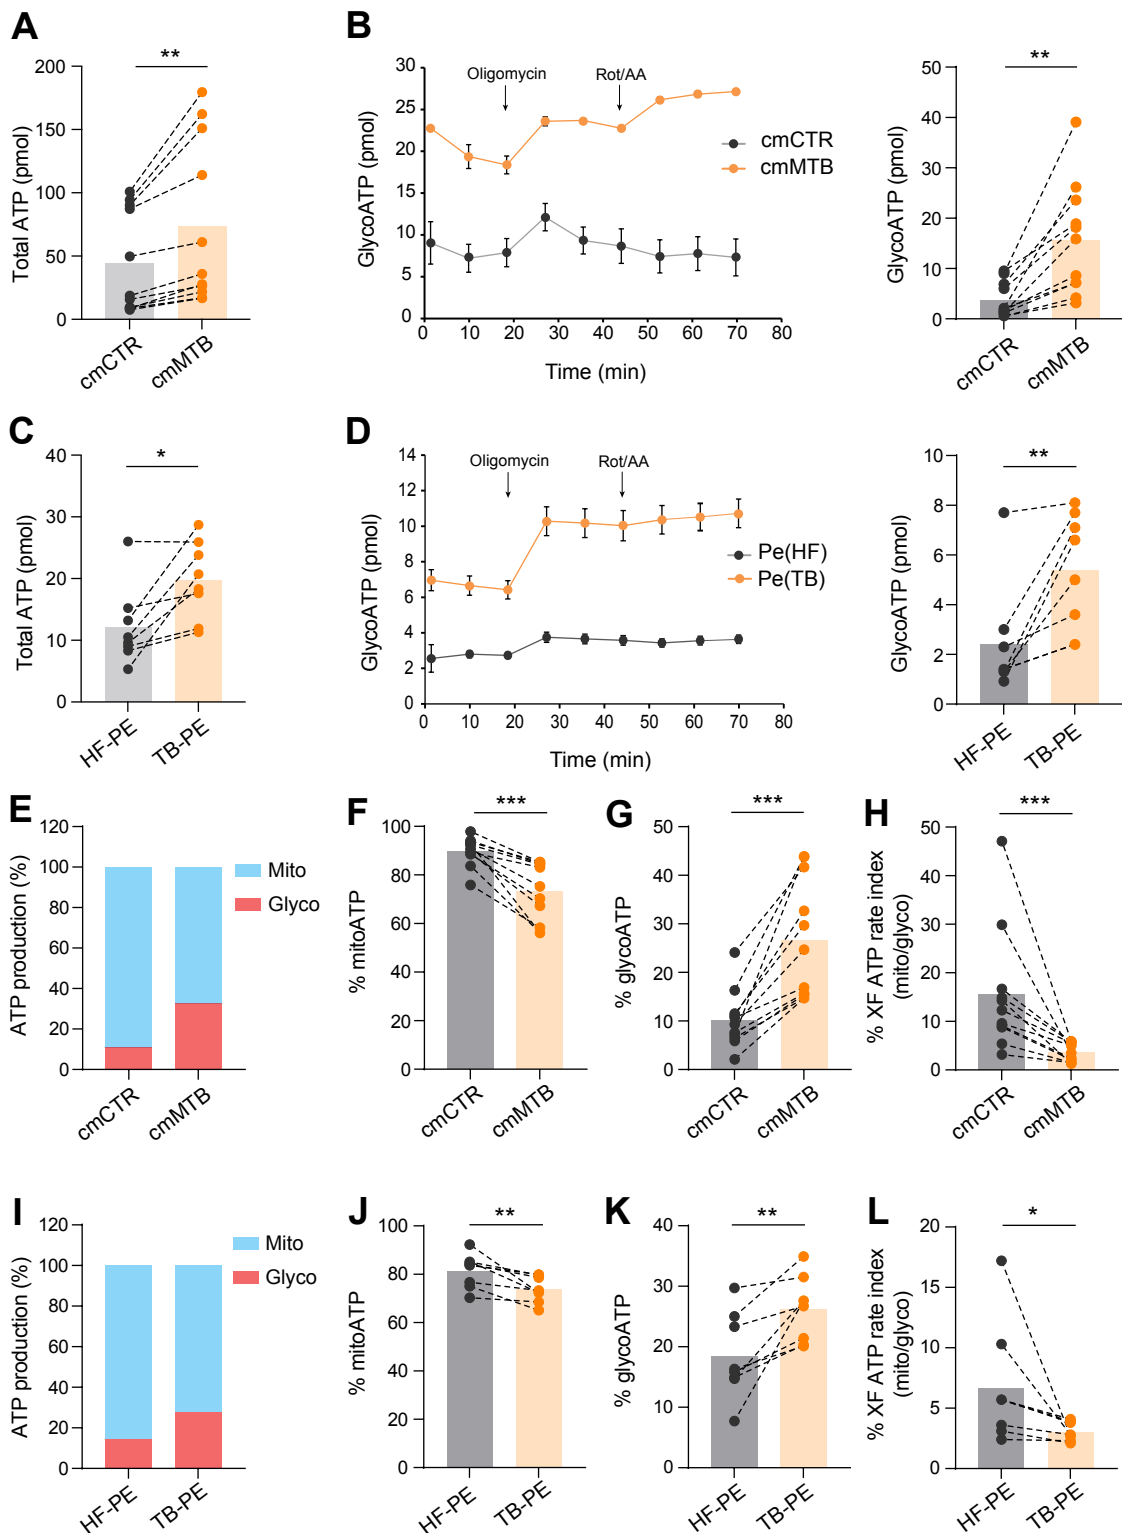 A
**
Total ATP (pmol)
200
150
100
50
0
cmCTR
cmMTB
B
Oligomycin
Rot/AA
GlycoATP (pmol)
30
25
20
15
10
5
0
0 10 20 30 40 50 60 70 80
Time (min)
cmCTR
cmMTB
**
GlycoATP (pmol)
50
40
30
20
10
0
cmCTR
cmMTB
C
*
Total ATP (pmol)
40
30
20
10
0
HF-PE
TB-PE
D
Oligomycin
Rot/AA
GlycoATP (pmol)
14
12
10
8
6
4
2
0
0 10 20 30 40 50 60 70 80
Time (min)
Pe(HF)
Pe(TB)
**
GlycoATP (pmol)
10
8
6
4
2
0
HF-PE
TB-PE
E
ATP production (%)
120
100
80
60
40
20
0
cmCTR
cmMTB
Mito
Glyco
F
***
% mitoATP
100
80
60
40
20
0
cmCTR
cmMTB
G
***
% glycoATP
50
40
30
20
10
0
cmCTR
cmMTB
H
***
% XF ATP rate index
(mito/glyco)
50
40
30
20
10
0
cmCTR
cmMTB
I
ATP production (%)
120
100
80
60
40
20
0
HF-PE
TB-PE
Mito
Glyco
J
**
% mitoATP
100
80
60
40
20
0
HF-PE
TB-PE
K
**
% glycoATP
40
30
20
10
0
HF-PE
TB-PE
L
*
% XF ATP rate index
(mito/glyco)
20
15
10
5
0
HF-PE
TB-PE